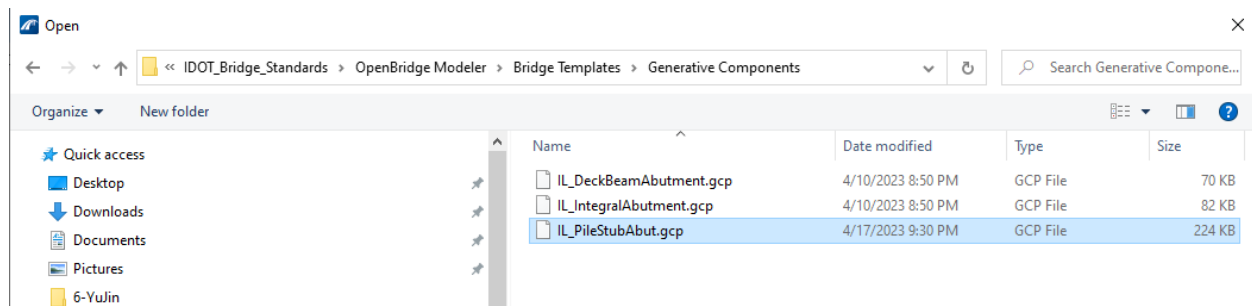 Open
« IDOT_Bridge_Standards > OpenBridge Modeler > Bridge Templates > Generative Components
Search Generative Compone...
Organize
New folder
Name Date modified Type Size
Quick access
Desktop
Downloads
Documents
Pictures
6-YuJin
IL_DeckBeamAbutment.gcp 4/10/2023 8:50 PM GCP File 70 KB
IL_IntegralAbutment.gcp 4/10/2023 8:50 PM GCP File 82 KB
IL_PileStubAbut.gcp 4/17/2023 9:30 PM GCP File 224 KB